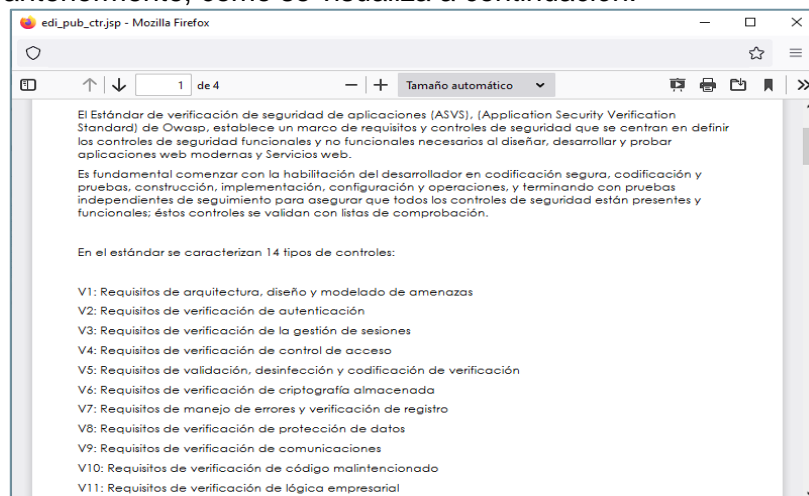 anteriormente, como se visualiza a continuación.
edi_pub_ctr.jsp - Mozilla Firefox
1 de 4
Tamaño automático
El Estándar de verificación de seguridad de aplicaciones (ASVS), (Application Security Verification
Standard) de Owasp, establece un marco de requisitos y controles de seguridad que se centran en definir
los controles de seguridad funcionales y no funcionales necesarios al diseñar, desarrollar y probar
aplicaciones web modernas y Servicios web.
Es fundamental comenzar con la habilitación del desarrollador en codificación segura, codificación y
pruebas, construcción, implementación, configuración y operaciones, y terminando con pruebas
independientes de seguimiento para asegurar que todos los controles de seguridad están presentes y
funcionales; éstos controles se validan con listas de comprobación.
En el estándar se caracterizan 14 tipos de controles:
V1: Requisitos de arquitectura, diseño y modelado de amenazas
V2: Requisitos de verificación de autenticación
V3: Requisitos de verificación de la gestión de sesiones
V4: Requisitos de verificación de control de acceso
V5: Requisitos de validación, desinfección y codificación de verificación
V6: Requisitos de verificación de criptografía almacenada
V7: Requisitos de manejo de errores y verificación de registro
V8: Requisitos de verificación de protección de datos
V9: Requisitos de verificación de comunicaciones
V10: Requisitos de verificación de código malintencionado
V11: Requisitos de verificación de lógica empresarial